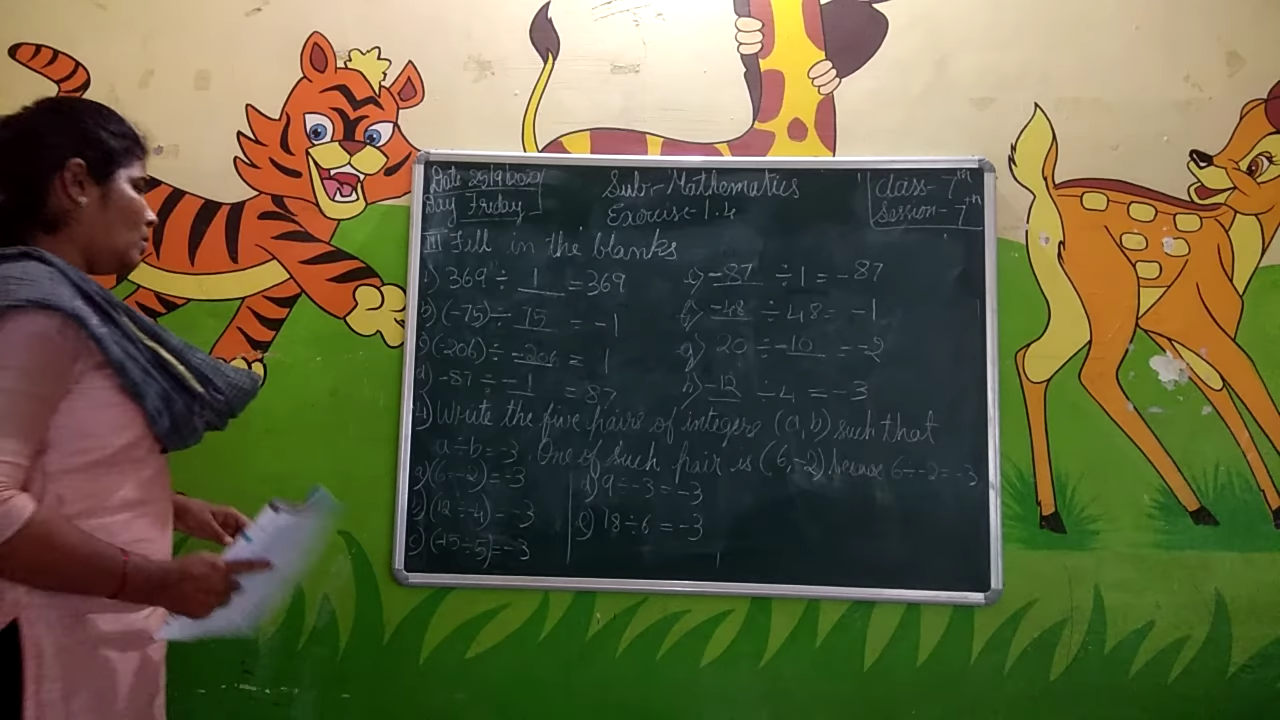 Date 25/9/2020
Day Friday
Sub:- Mathematics
Exercise-1.4
Class- 7th
Session- 7th
III Fill in the blanks
369 ÷ 1 = 369
b) (-75) ÷ 75 = -1
c) (-206) ÷ -206 = 1
d) -87 ÷ -1 = 87
e) -87 ÷ 1 = -87
f) -48 ÷ 48 = -1
g) 20 ÷ -10 = -2
h) -12 ÷ 4 = -3
4) Write the five pairs of integers (a, b) such that
a ÷ b = -3. One of such pair is (6, -2) because 6 ÷ -2 = -3
a) (6 ÷ -2) = -3
b) (12 ÷ -4) = -3
c) (-15 ÷ 5) = -3
d) 9 ÷ -3 = -3
e) 18 ÷ 6 = -3